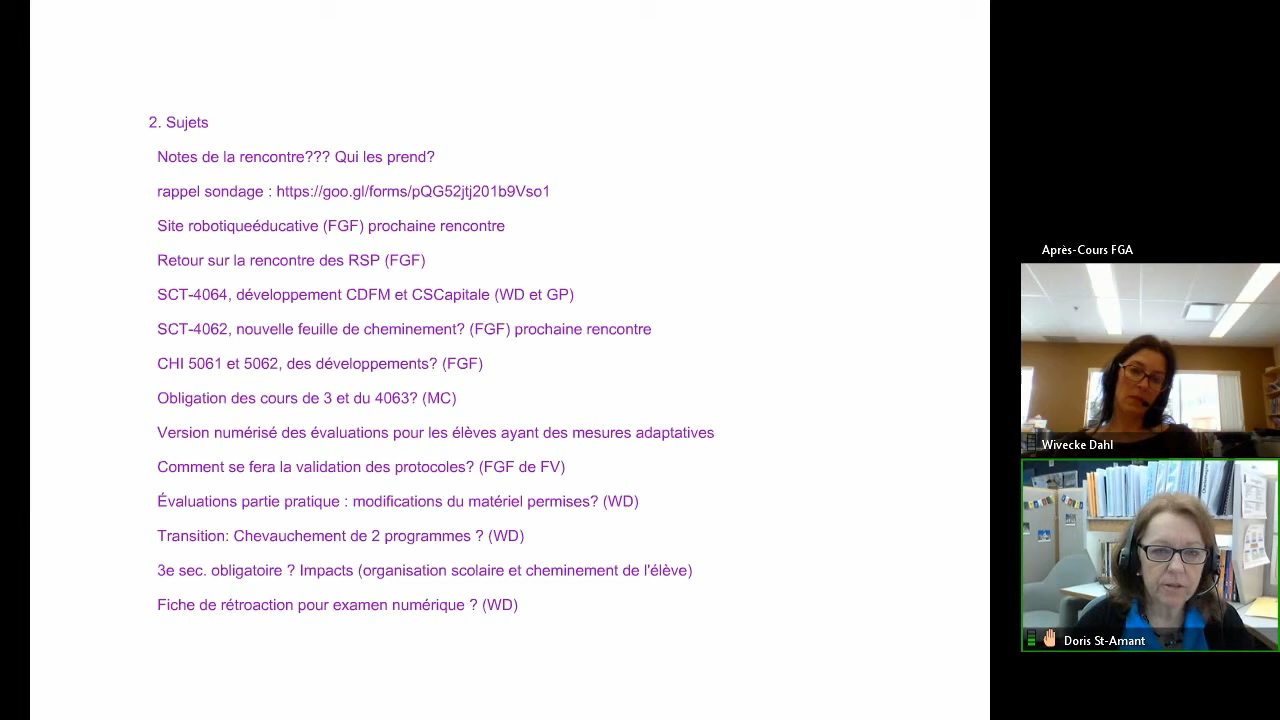 2. Sujets
Notes de la rencontre??? Qui les prend?
rappel sondage : https://goo.gl/forms/pQG52jtj201b9Vso1
Site robotiqueéducative (FGF) prochaine rencontre
Retour sur la rencontre des RSP (FGF)
SCT-4064, développement CDFM et CSCapitale (WD et GP)
SCT-4062, nouvelle feuille de cheminement? (FGF) prochaine rencontre
CHI 5061 et 5062, des développements? (FGF)
Obligation des cours de 3 et du 4063? (MC)
Version numérisé des évaluations pour les élèves ayant des mesures adaptatives
Comment se fera la validation des protocoles? (FGF de FV)
Évaluations partie pratique : modifications du matériel permises? (WD)
Transition: Chevauchement de 2 programmes ? (WD)
3e sec. obligatoire ? Impacts (organisation scolaire et cheminement de l'élève)
Fiche de rétroaction pour examen numérique ? (WD)
Après-Cours FGA
Wivecke Dahl
Doris St-Amant